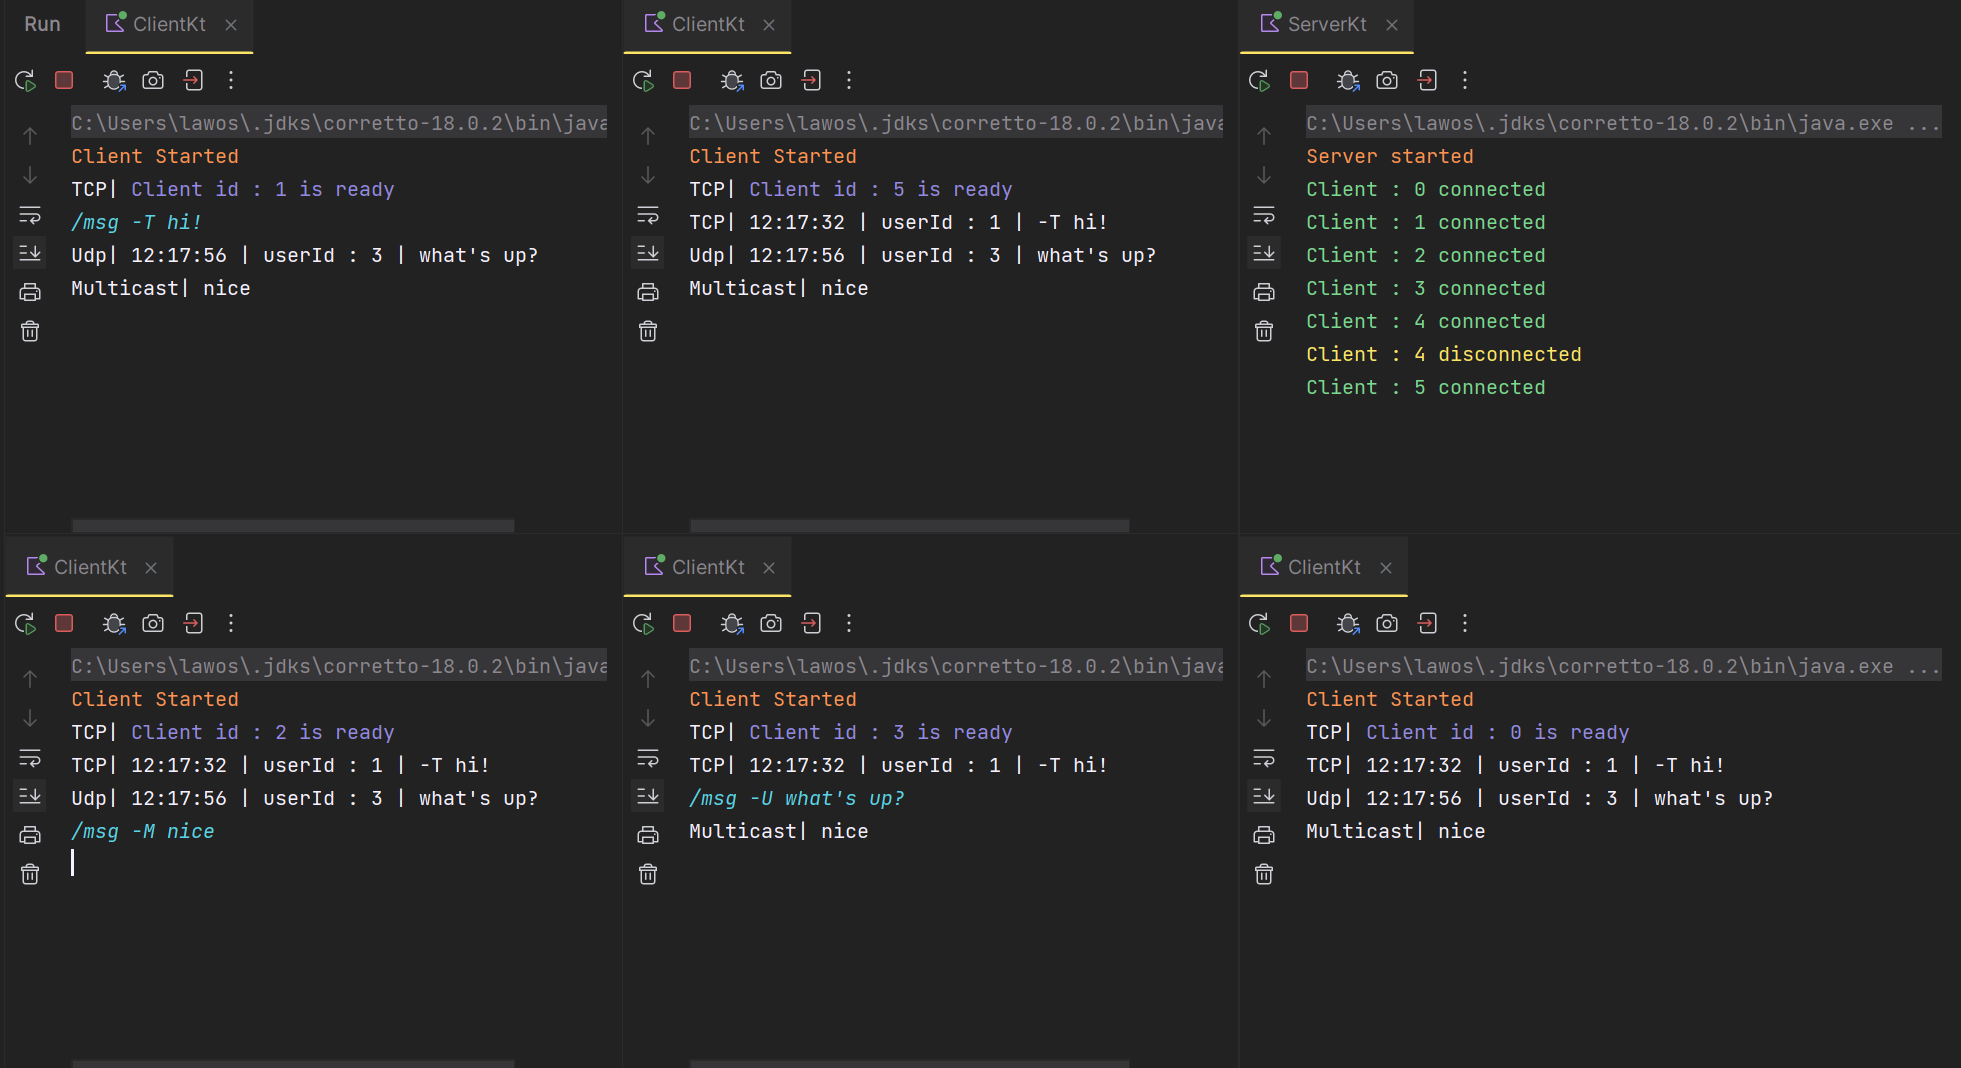 Run
ClientKt
C:\Users\lawos\.jdks\corretto-18.0.2\bin\java
Client Started
TCP| Client id : 1 is ready
/msg -T hi!
Udp| 12:17:56 | userId : 3 | what's up?
Multicast| nice
ClientKt
C:\Users\lawos\.jdks\corretto-18.0.2\bin\java
Client Started
TCP| Client id : 5 is ready
TCP| 12:17:32 | userId : 1 | -T hi!
Udp| 12:17:56 | userId : 3 | what's up?
Multicast| nice
ServerKt
C:\Users\lawos\.jdks\corretto-18.0.2\bin\java.exe ...
Server started
Client : 0 connected
Client : 1 connected
Client : 2 connected
Client : 3 connected
Client : 4 connected
Client : 4 disconnected
Client : 5 connected
ClientKt
C:\Users\lawos\.jdks\corretto-18.0.2\bin\java
Client Started
TCP| Client id : 2 is ready
TCP| 12:17:32 | userId : 1 | -T hi!
Udp| 12:17:56 | userId : 3 | what's up?
/msg -M nice
ClientKt
C:\Users\lawos\.jdks\corretto-18.0.2\bin\java
Client Started
TCP| Client id : 3 is ready
TCP| 12:17:32 | userId : 1 | -T hi!
/msg -U what's up?
Multicast| nice
ClientKt
C:\Users\lawos\.jdks\corretto-18.0.2\bin\java.exe ...
Client Started
TCP| Client id : 0 is ready
TCP| 12:17:32 | userId : 1 | -T hi!
Udp| 12:17:56 | userId : 3 | what's up?
Multicast| nice